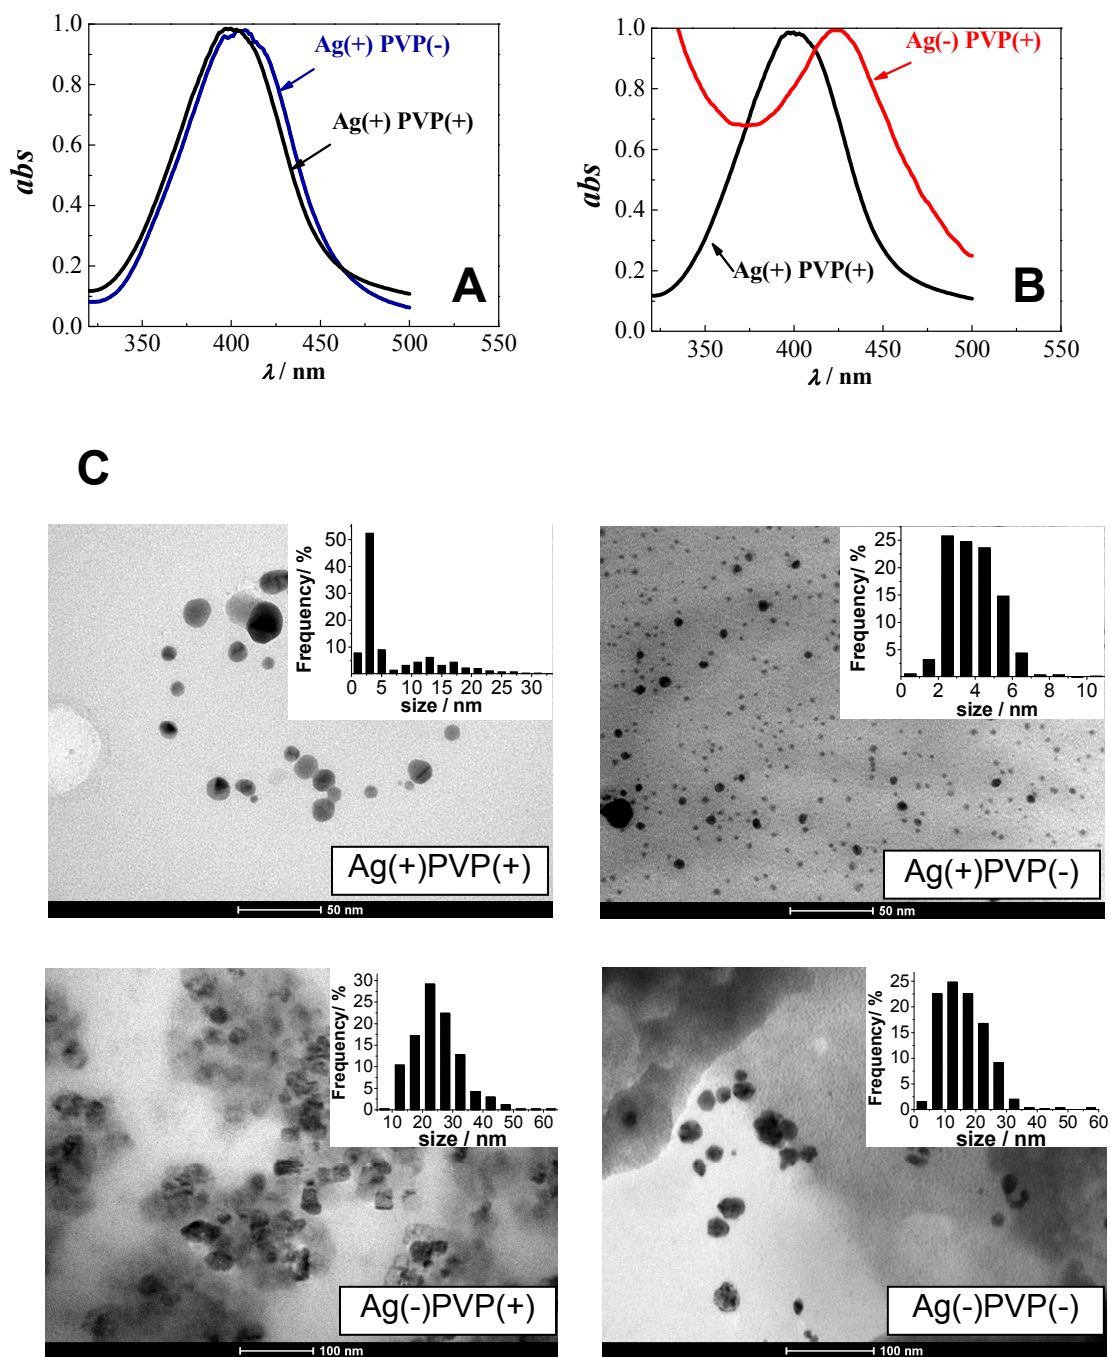 1.0
0.8
0.6
0.4
0.2
0.0
abs
350 400 450 500 550
λ / nm
Ag(+) PVP(-)
Ag(+) PVP(+)
A
1.0
0.8
0.6
0.4
0.2
0.0
abs
350 400 450 500 550
λ / nm
Ag(-) PVP(+)
Ag(+) PVP(+)
B
C
50
40
30
20
10
Frequency/ %
0 5 10 15 20 25 30
size / nm
Ag(+)PVP(+)
50 nm
25
20
15
10
5
0
Frequency/ %
0 2 4 6 8 10
size / nm
Ag(+)PVP(-)
50 nm
30
25
20
15
10
5
0
Frequency/ %
10 20 30 40 50 60
size / nm
Ag(-)PVP(+)
100 nm
25
20
15
10
5
0
Frequency/ %
0 10 20 30 40 50 60
size / nm
Ag(-)PVP(-)
100 nm